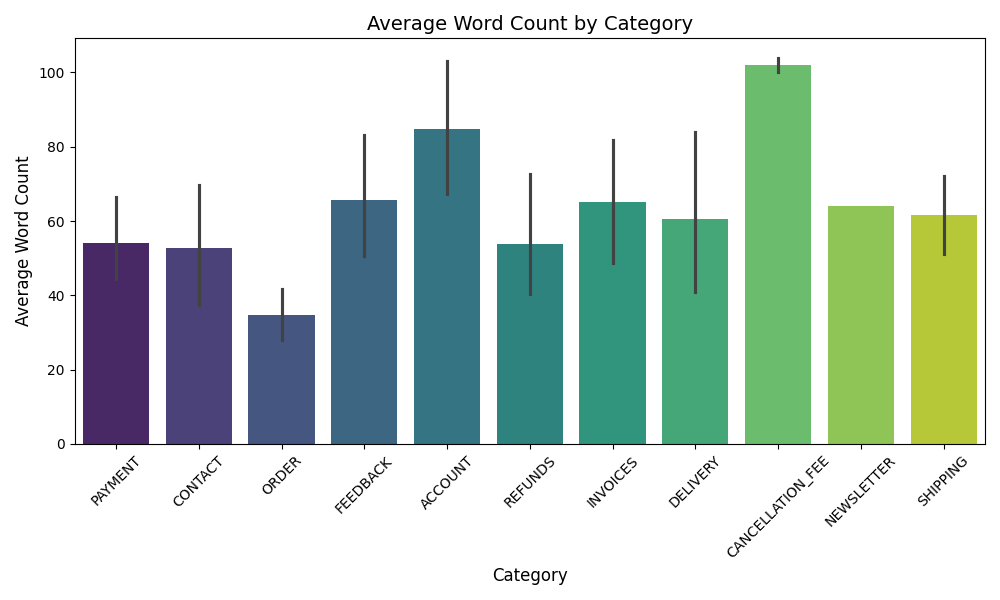 Average Word Count by Category
Average Word Count
100
80
60
40
20
0
PAYMENT
CONTACT
ORDER
FEEDBACK
ACCOUNT
REFUNDS
INVOICES
DELIVERY
CANCELLATION_FEE
NEWSLETTER
SHIPPING
Category